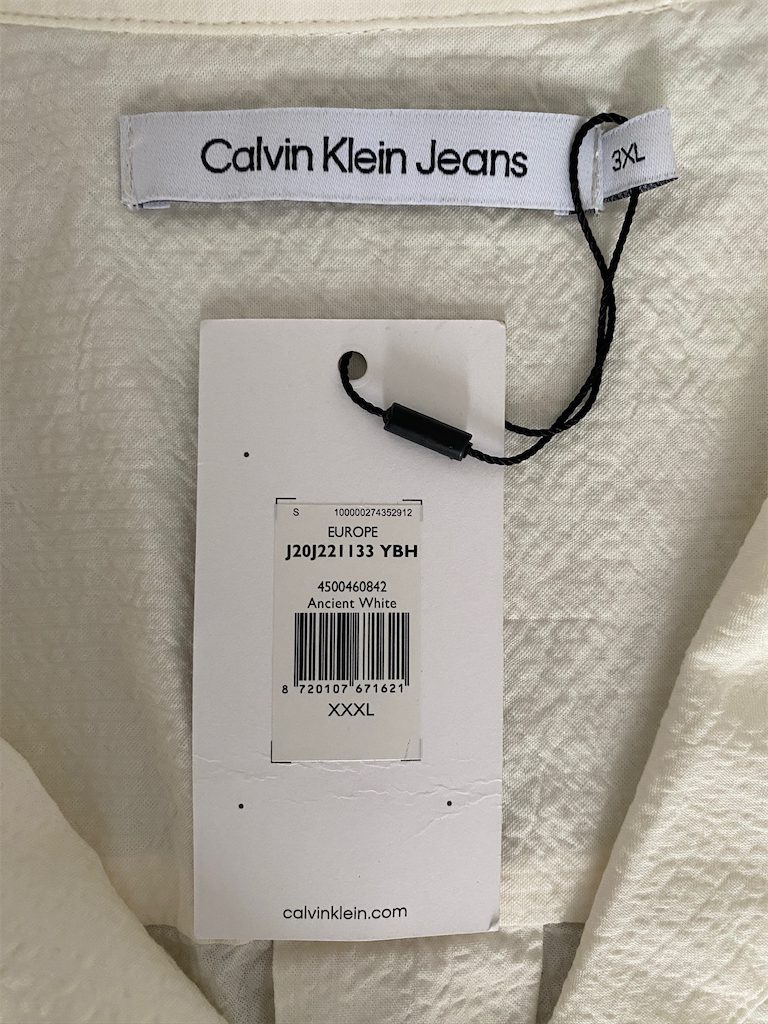 Calvin Klein Jeans
3XL
S 100000274352912
EUROPE
J20J221133 YBH
4500460842
Ancient White
8 720107 671621
XXXL
calvinklein.com